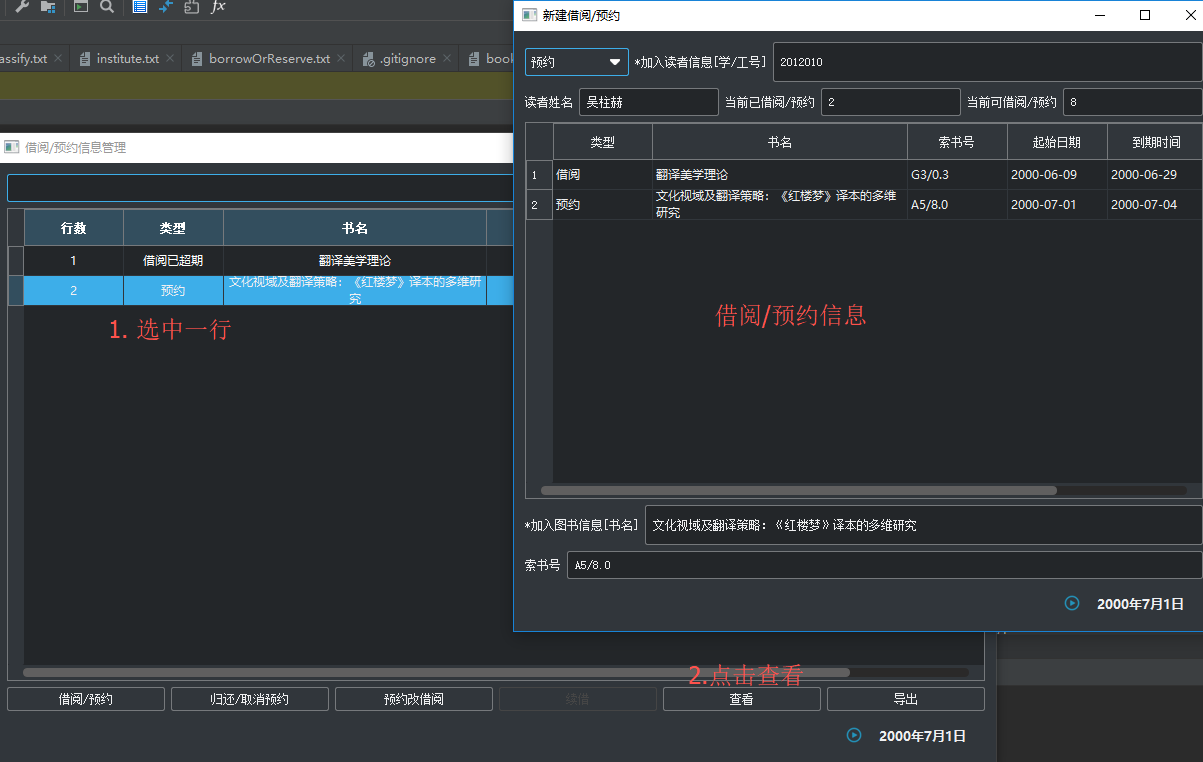 fx
assify.txt
institute.txt
borrowOrReserve.txt
.gitignore
book
借阅/预约信息管理
行数 类型 书名
1 借阅已超期 翻译美学理论
2 预约 文化视域及翻译策略：《红楼梦》译本的多维研
究
1. 选中一行
2.点击查看
借阅/预约 归还/取消预约 预约改借阅 续借 查看 导出
2000年7月1日
新建借阅/预约
预约 *加入读者信息[学/工号] 2012010
读者姓名 吴柱赫 当前已借阅/预约 2 当前可借阅/预约 8
类型 书名 索书号 起始日期 到期时间
1 借阅 翻译美学理论 G3/0.3 2000-06-09 2000-06-29
2 预约 文化视域及翻译策略：《红楼梦》译本的多维
研究 A5/8.0 2000-07-01 2000-07-04
借阅/预约信息
*加入图书信息[书名] 文化视域及翻译策略：《红楼梦》译本的多维研究
索书号 A5/8.0
2000年7月1日